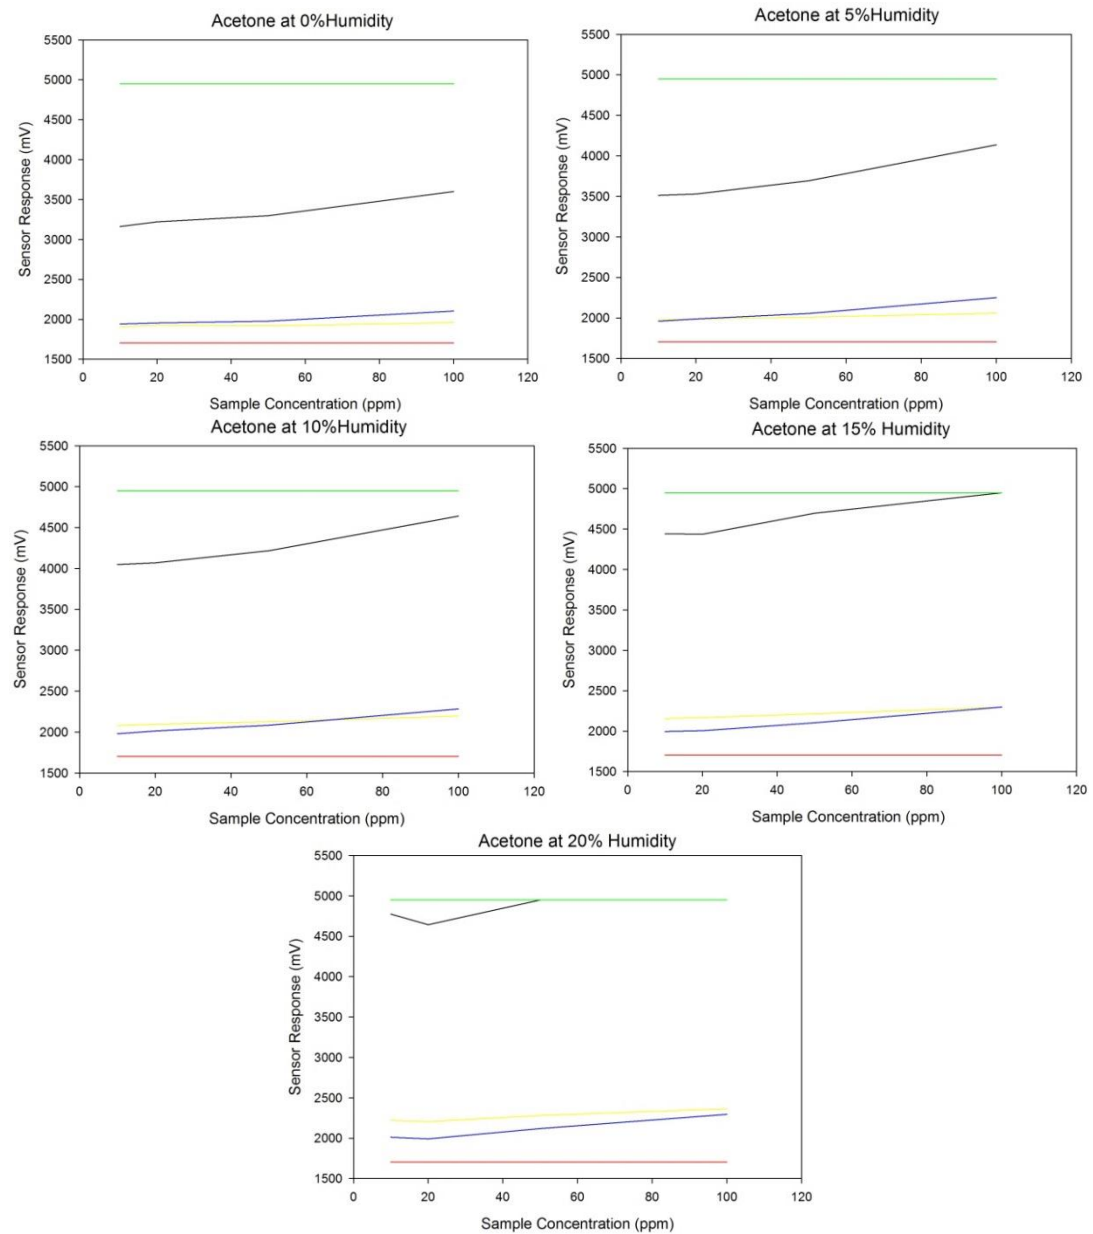 Acetone at 0%Humidity
5500
5000
4500
4000
3500
3000
2500
2000
1500
Sensor Response (mV)
0 20 40 60 80 100 120
Sample Concentration (ppm)
Acetone at 5%Humidity
5500
5000
4500
4000
3500
3000
2500
2000
1500
Sensor Response (mV)
0 20 40 60 80 100 120
Sample Concentration (ppm)
Acetone at 10%Humidity
5500
5000
4500
4000
3500
3000
2500
2000
1500
Sensor Response (mV)
0 20 40 60 80 100 120
Sample Concentration (ppm)
Acetone at 15% Humidity
5500
5000
4500
4000
3500
3000
2500
2000
1500
Sensor Response (mV)
0 20 40 60 80 100 120
Sample Concentration (ppm)
Acetone at 20% Humidity
5500
5000
4500
4000
3500
3000
2500
2000
1500
Sensor Response (mV)
0 20 40 60 80 100 120
Sample Concentration (ppm)